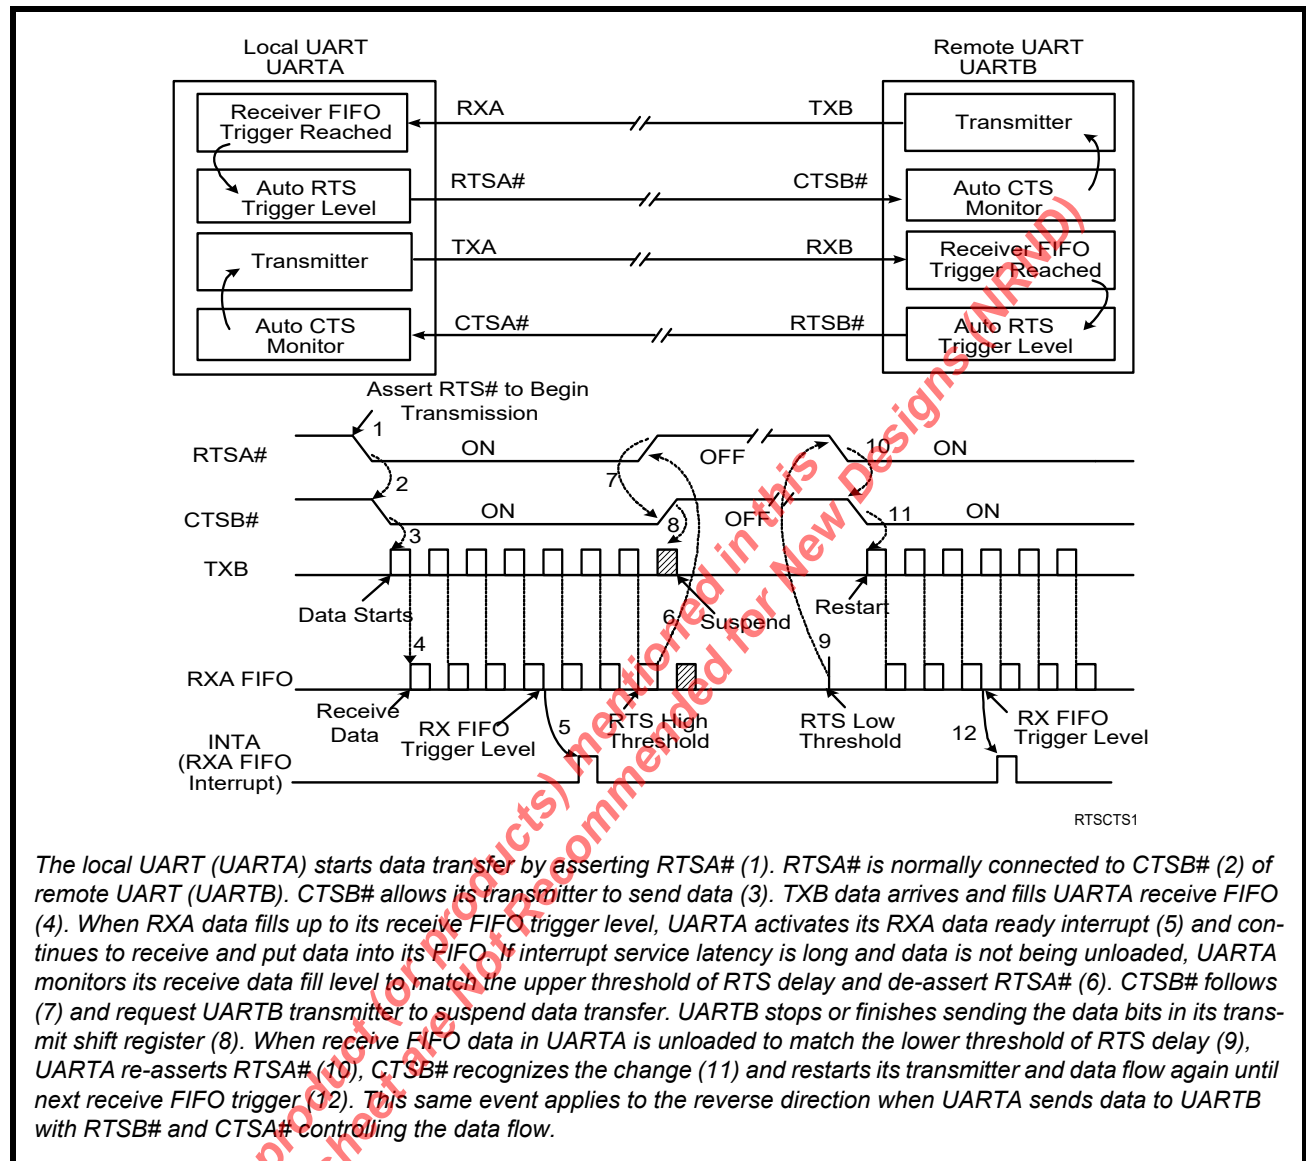 Local UART
UARTA
Remote UART
UARTB
Receiver FIFO
Trigger Reached
RXA
TXB
Transmitter
Auto RTS
Trigger Level
RTSA#
CTSB#
Auto CTS
Monitor
Transmitter
TXA
RXB
Receiver FIFO
Trigger Reached
Auto CTS
Monitor
CTSA#
RTSB#
Auto RTS
Trigger Level
Assert RTS# to Begin
Transmission
RTSA#
1
ON
7
OFF
10
ON
CTSB#
2
ON
8
OFF
11
ON
TXB
3
Data Starts
Suspend
Restart
4
6
9
RXA FIFO
Receive
Data
RX FIFO
Trigger Level
5
RTS High
Threshold
RTS Low
Threshold
12
RX FIFO
Trigger Level
INTA
(RXA FIFO
Interrupt)
RTSCTS1
The local UART (UARTA) starts data transfer by asserting RTSA# (1). RTSA# is normally connected to CTSB# (2) of
remote UART (UARTB). CTSB# allows its transmitter to send data (3). TXB data arrives and fills UARTA receive FIFO
(4). When RXA data fills up to its receive FIFO trigger level, UARTA activates its RXA data ready interrupt (5) and con-
tinues to receive and put data into its FIFO. If interrupt service latency is long and data is not being unloaded, UARTA
monitors its receive data fill level to match the upper threshold of RTS delay and de-assert RTSA# (6). CTSB# follows
(7) and request UARTB transmitter to suspend data transfer. UARTB stops or finishes sending the data bits in its trans-
mit shift register (8). When receive FIFO data in UARTA is unloaded to match the lower threshold of RTS delay (9),
UARTA re-asserts RTSA# (10), CTSB# recognizes the change (11) and restarts its transmitter and data flow again until
next receive FIFO trigger (12). This same event applies to the reverse direction when UARTA sends data to UARTB
with RTSB# and CTSA# controlling the data flow.
product (or products) mentioned in this
sheet are Not Recommended for New Designs (NRND)